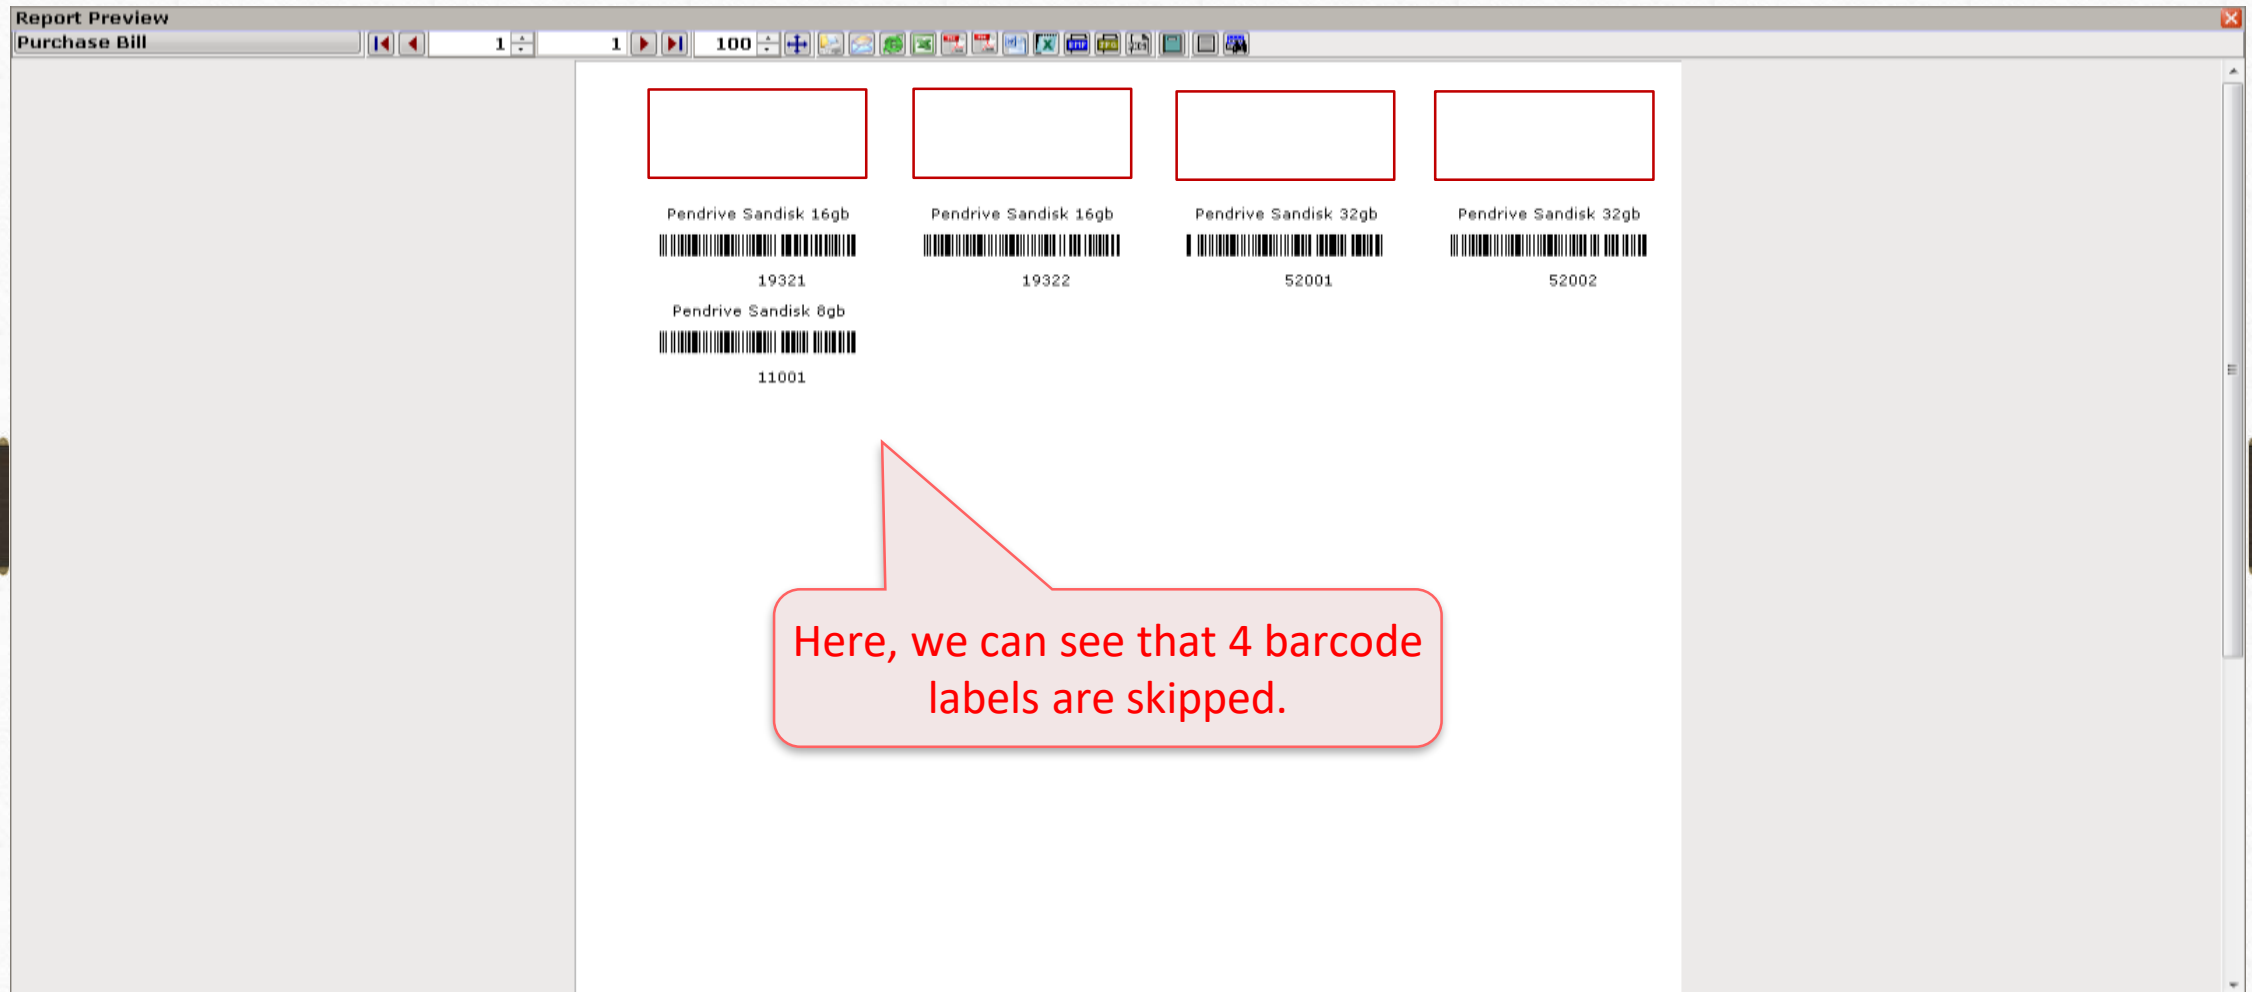 Report Preview
Purchase Bill 1 1 100
Pendrive Sandisk 16gb Pendrive Sandisk 16gb Pendrive Sandisk 32gb Pendrive Sandisk 32gb
19321 19322 52001 52002
Pendrive Sandisk 8gb
11001
Here, we can see that 4 barcode
labels are skipped.